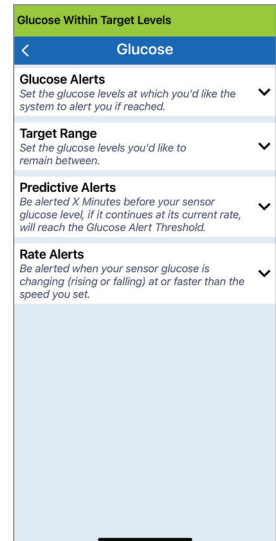 Glucose Within Target Levels
Glucose
Glucose Alerts
Set the glucose levels at which you'd like the
system to alert you if reached.
Target Range
Set the glucose levels you'd like to
remain between.
Predictive Alerts
Be alerted X Minutes before your sensor
glucose level, if it continues at its current rate,
will reach the Glucose Alert Threshold.
Rate Alerts
Be alerted when your sensor glucose is
changing (rising or falling) at or faster than the
speed you set.